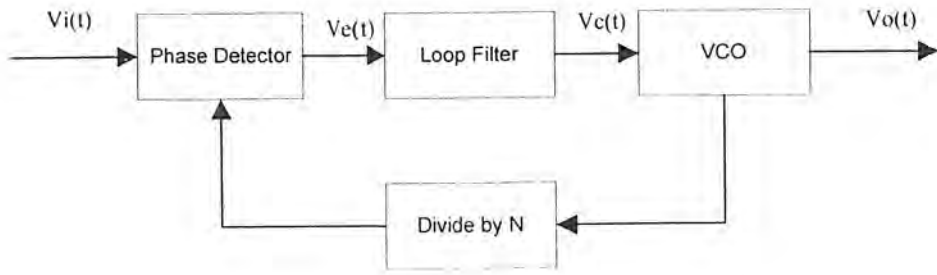 Vi(t)
Phase Detector
Ve(t)
Loop Filter
Vc(t)
VCO
Vo(t)
Divide by N